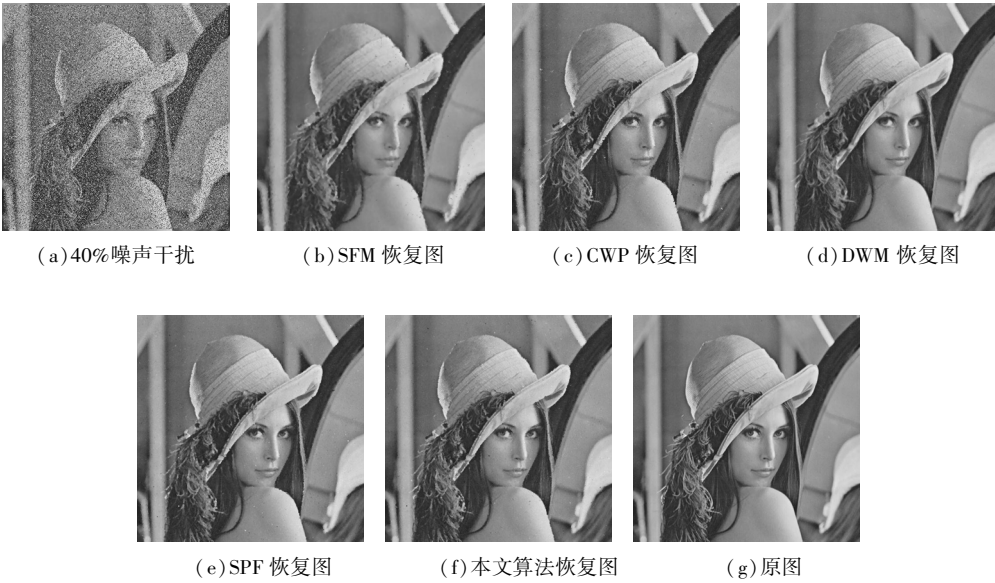 (a)40%噪声干扰
(b)SFM 恢复图
(c)CWP 恢复图
(d)DWM 恢复图
(e)SPF 恢复图
(f)本文算法恢复图
(g)原图